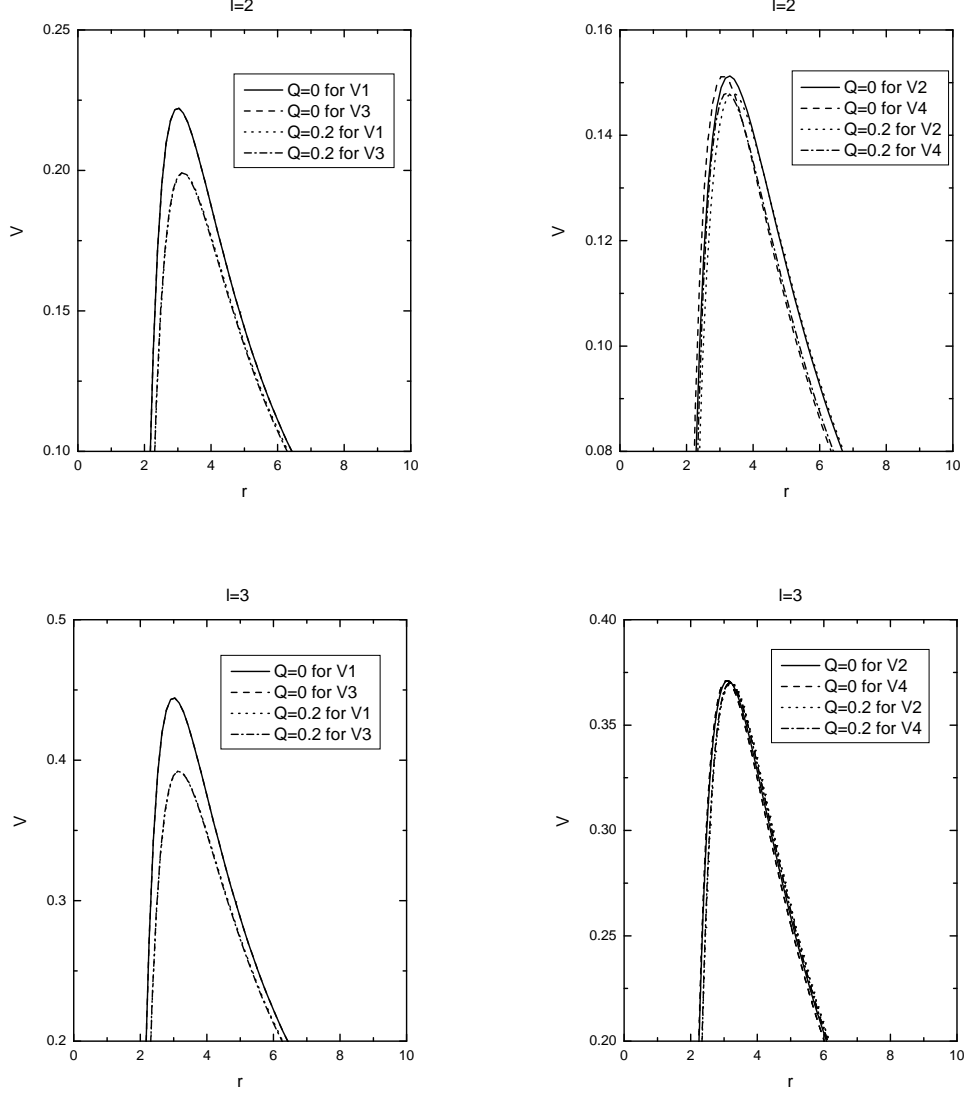 l=2
0.25
0.20
0.15
0.10
V
Q=0 for V1
Q=0 for V3
Q=0.2 for V1
Q=0.2 for V3
0 2 4 6 8 10
r
l=2
0.16
0.14
0.12
0.10
0.08
V
Q=0 for V2
Q=0 for V4
Q=0.2 for V2
Q=0.2 for V4
0 2 4 6 8 10
r
l=3
0.5
0.4
0.3
0.2
V
Q=0 for V1
Q=0 for V3
Q=0.2 for V1
Q=0.2 for V3
0 2 4 6 8 10
r
l=3
0.40
0.35
0.30
0.25
0.20
V
Q=0 for V2
Q=0 for V4
Q=0.2 for V2
Q=0.2 for V4
0 2 4 6 8 10
r